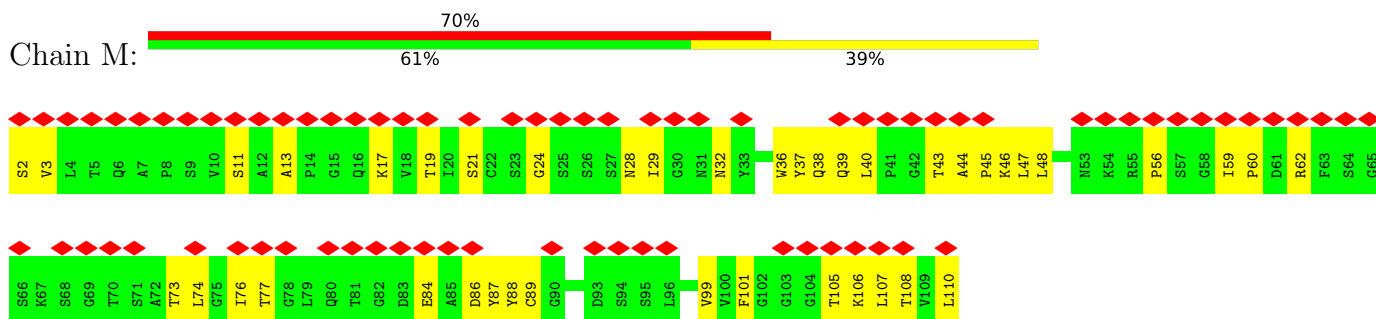 70%
Chain M:
61% 39%
S2 V3 L4 T5 Q6 A7 P8 S9 V10 S11 A12 A13 P14 G15 Q16 K17 V18 T19 I20 S21 C22 S23 G24 S25 S26 S27 N28 I29 G30 N31 N32 Y33 W36 Y37 Q38 Q39 L40 P41 G42 T43 A44 P45 K46 L47 L48 N53 K54 R55 P56 S57 G58 I59 P60 D61 R62 F63 S64 G65
S66 K67 S68 G69 T70 S71 A72 T73 L74 G75 I76 T77 G78 L79 Q80 T81 G82 D83 E84 A85 D86 Y87 Y88 C89 G90 D93 S94 S95 L96 V99 V100 F101 G102 G103 G104 T105 K106 L107 T108 V109 L110